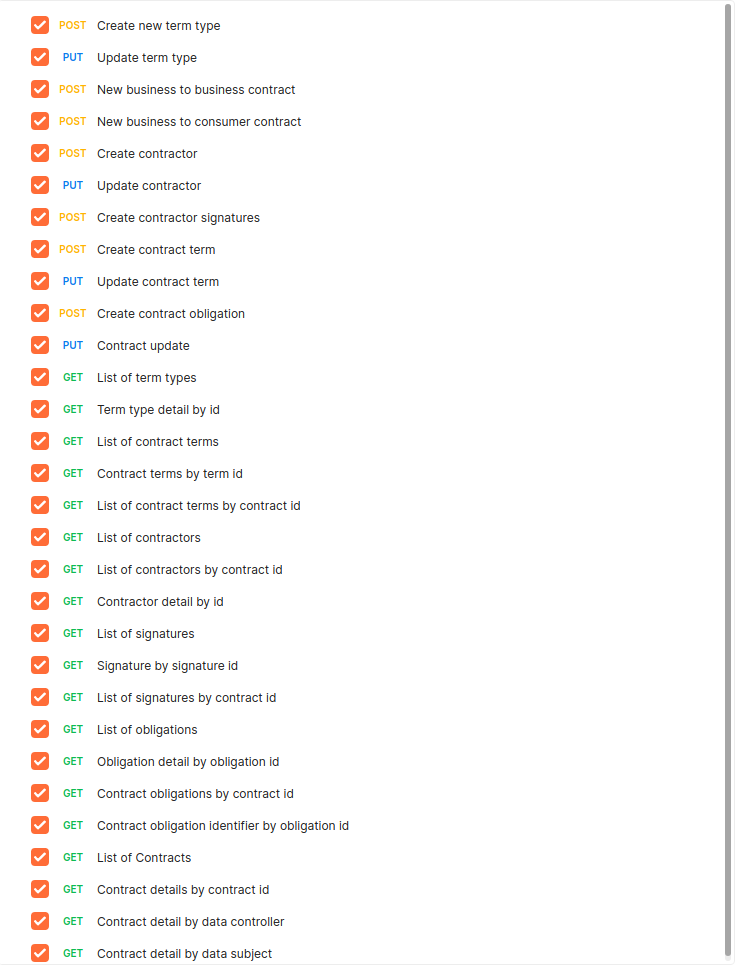 POST Create new term type
PUT Update term type
POST New business to business contract
POST New business to consumer contract
POST Create contractor
PUT Update contractor
POST Create contractor signatures
POST Create contract term
PUT Update contract term
POST Create contract obligation
PUT Contract update
GET List of term types
GET Term type detail by id
GET List of contract terms
GET Contract terms by term id
GET List of contract terms by contract id
GET List of contractors
GET List of contractors by contract id
GET Contractor detail by id
GET List of signatures
GET Signature by signature id
GET List of signatures by contract id
GET List of obligations
GET Obligation detail by obligation id
GET Contract obligations by contract id
GET Contract obligation identifier by obligation id
GET List of Contracts
GET Contract details by contract id
GET Contract detail by data controller
GET Contract detail by data subject